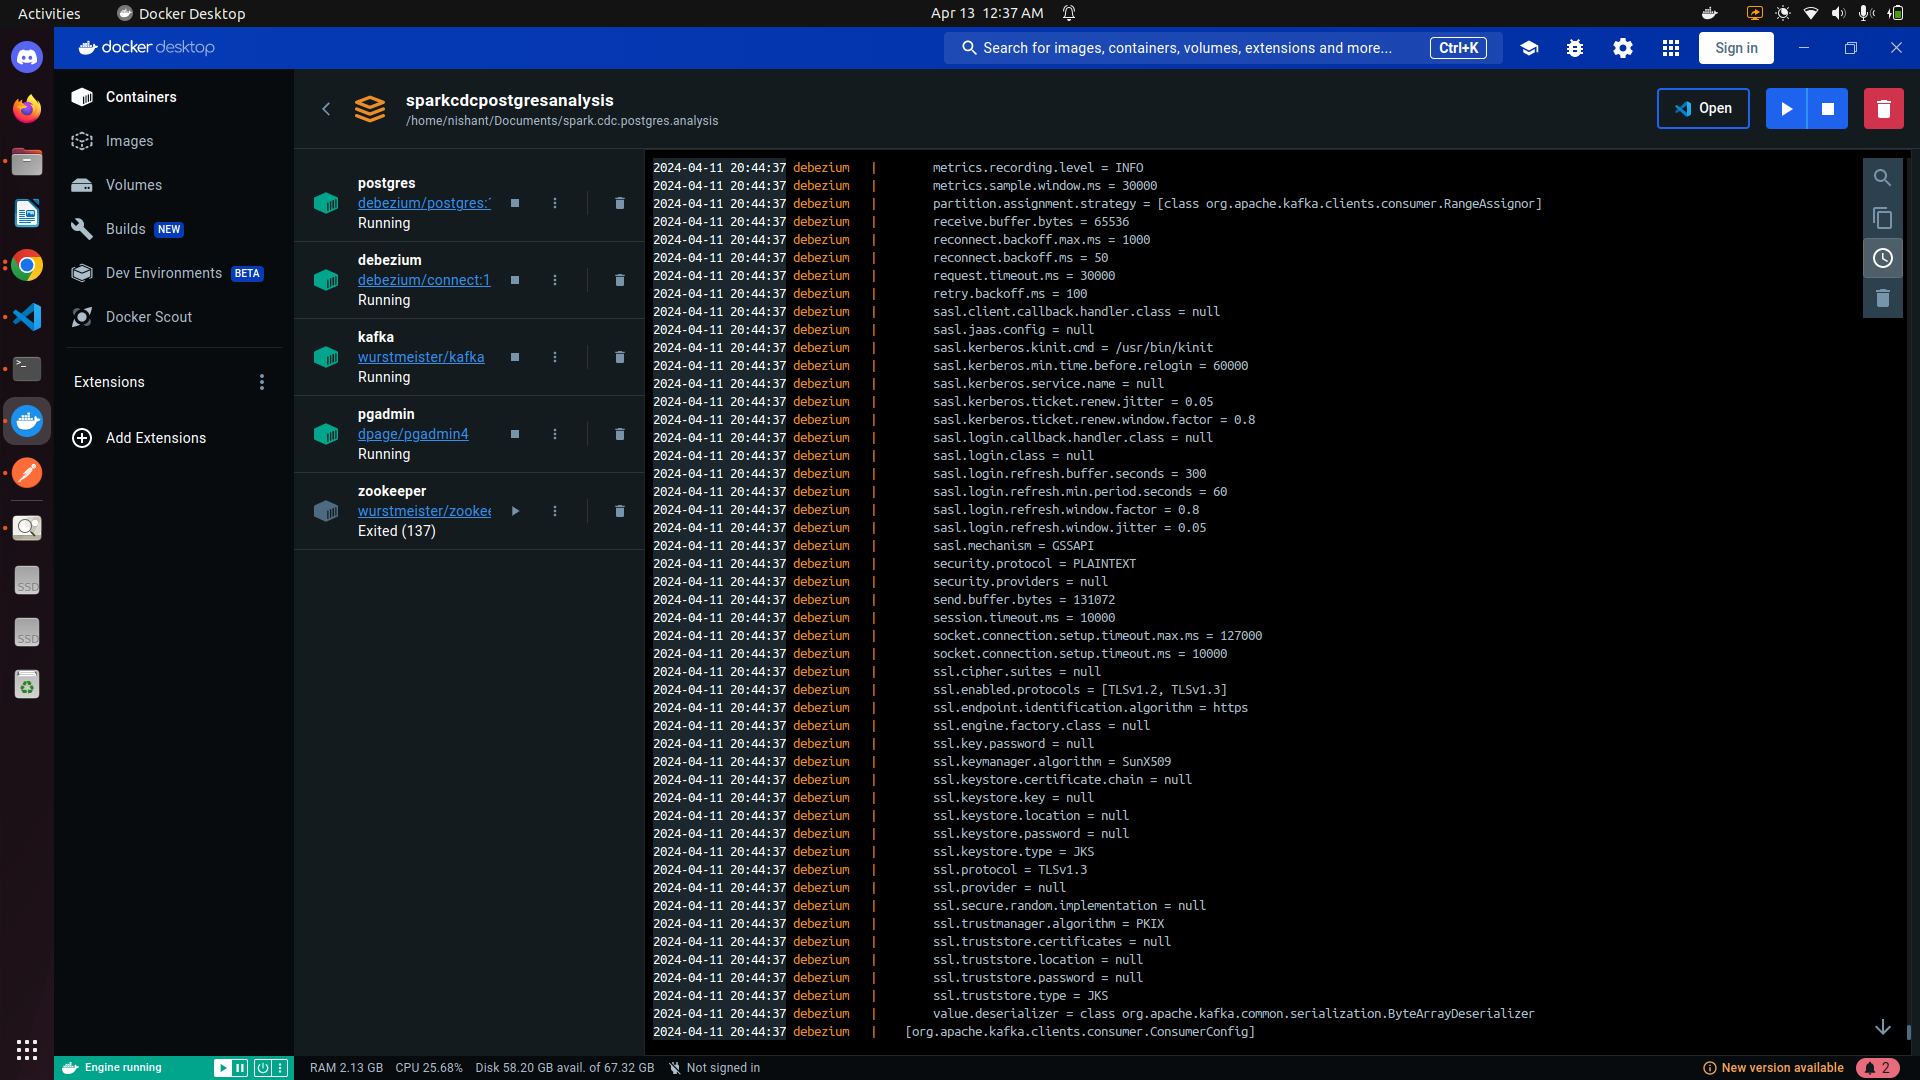 Activities
Docker Desktop
Apr 13 12:37 AM
docker desktop
Search for images, containers, volumes, extensions and more...
Ctrl+K
Sign in
Containers
Images
Volumes
Builds NEW
Dev Environments BETA
Docker Scout
Extensions
Add Extensions
sparkcdcpostgresanalysis
/home/nishant/Documents/spark.cdc.postgres.analysis
Open
postgres
debezium/postgres:
Running
debezium
debezium/connect:1
Running
kafka
wurstmeister/kafka
Running
pgadmin
dpage/pgadmin4
Running
zookeeper
wurstmeister/zookee
Exited (137)
2024-04-11 20:44:37 debezium | metrics.recording.level = INFO
2024-04-11 20:44:37 debezium | metrics.sample.window.ms = 30000
2024-04-11 20:44:37 debezium | partition.assignment.strategy = [class org.apache.kafka.clients.consumer.RangeAssignor]
2024-04-11 20:44:37 debezium | receive.buffer.bytes = 65536
2024-04-11 20:44:37 debezium | reconnect.backoff.max.ms = 1000
2024-04-11 20:44:37 debezium | reconnect.backoff.ms = 50
2024-04-11 20:44:37 debezium | request.timeout.ms = 30000
2024-04-11 20:44:37 debezium | retry.backoff.ms = 100
2024-04-11 20:44:37 debezium | sasl.client.callback.handler.class = null
2024-04-11 20:44:37 debezium | sasl.jaas.config = null
2024-04-11 20:44:37 debezium | sasl.kerberos.kinit.cmd = /usr/bin/kinit
2024-04-11 20:44:37 debezium | sasl.kerberos.min.time.before.relogin = 60000
2024-04-11 20:44:37 debezium | sasl.kerberos.service.name = null
2024-04-11 20:44:37 debezium | sasl.kerberos.ticket.renew.jitter = 0.05
2024-04-11 20:44:37 debezium | sasl.kerberos.ticket.renew.window.factor = 0.8
2024-04-11 20:44:37 debezium | sasl.login.callback.handler.class = null
2024-04-11 20:44:37 debezium | sasl.login.class = null
2024-04-11 20:44:37 debezium | sasl.login.refresh.buffer.seconds = 300
2024-04-11 20:44:37 debezium | sasl.login.refresh.min.period.seconds = 60
2024-04-11 20:44:37 debezium | sasl.login.refresh.window.factor = 0.8
2024-04-11 20:44:37 debezium | sasl.login.refresh.window.jitter = 0.05
2024-04-11 20:44:37 debezium | sasl.mechanism = GSSAPI
2024-04-11 20:44:37 debezium | security.protocol = PLAINTEXT
2024-04-11 20:44:37 debezium | security.providers = null
2024-04-11 20:44:37 debezium | send.buffer.bytes = 131072
2024-04-11 20:44:37 debezium | session.timeout.ms = 10000
2024-04-11 20:44:37 debezium | socket.connection.setup.timeout.max.ms = 127000
2024-04-11 20:44:37 debezium | socket.connection.setup.timeout.ms = 10000
2024-04-11 20:44:37 debezium | ssl.cipher.suites = null
2024-04-11 20:44:37 debezium | ssl.enabled.protocols = [TLSv1.2, TLSv1.3]
2024-04-11 20:44:37 debezium | ssl.endpoint.identification.algorithm = https
2024-04-11 20:44:37 debezium | ssl.engine.factory.class = null
2024-04-11 20:44:37 debezium | ssl.key.password = null
2024-04-11 20:44:37 debezium | ssl.keymanager.algorithm = SunX509
2024-04-11 20:44:37 debezium | ssl.keystore.certificate.chain = null
2024-04-11 20:44:37 debezium | ssl.keystore.key = null
2024-04-11 20:44:37 debezium | ssl.keystore.location = null
2024-04-11 20:44:37 debezium | ssl.keystore.password = null
2024-04-11 20:44:37 debezium | ssl.keystore.type = JKS
2024-04-11 20:44:37 debezium | ssl.protocol = TLSv1.3
2024-04-11 20:44:37 debezium | ssl.provider = null
2024-04-11 20:44:37 debezium | ssl.secure.random.implementation = null
2024-04-11 20:44:37 debezium | ssl.trustmanager.algorithm = PKIX
2024-04-11 20:44:37 debezium | ssl.truststore.certificates = null
2024-04-11 20:44:37 debezium | ssl.truststore.location = null
2024-04-11 20:44:37 debezium | ssl.truststore.password = null
2024-04-11 20:44:37 debezium | ssl.truststore.type = JKS
2024-04-11 20:44:37 debezium | value.deserializer = class org.apache.kafka.common.serialization.ByteArrayDeserializer
2024-04-11 20:44:37 debezium | [org.apache.kafka.clients.consumer.ConsumerConfig]
SSD
SSD
Engine running
RAM 2.13 GB CPU 25.68% Disk 58.20 GB avail. of 67.32 GB Not signed in
New version available
2